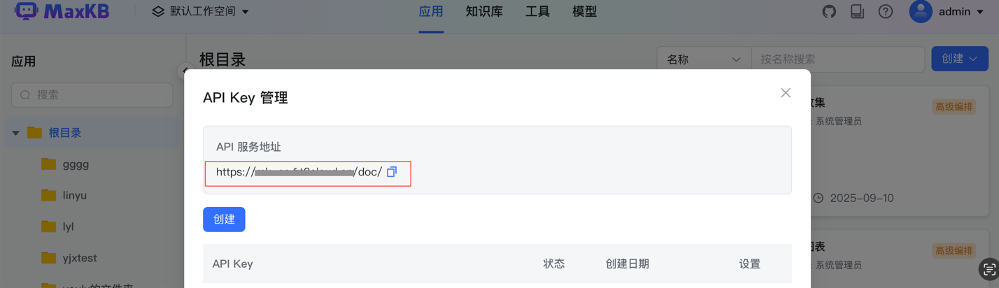 MaxKB 默认工作空间 应用 知识库 工具 模型 admin
应用
根目录
名称 按名称搜索 创建
搜索
API Key 管理
根目录
高级编排
: 系统管理员
API 服务地址
https:// /doc/
gggg
linyu
2025-09-10
创建
lyl
高级编排
yjxtest
API Key 状态 创建日期 设置
: 系统管理员
的文件夹